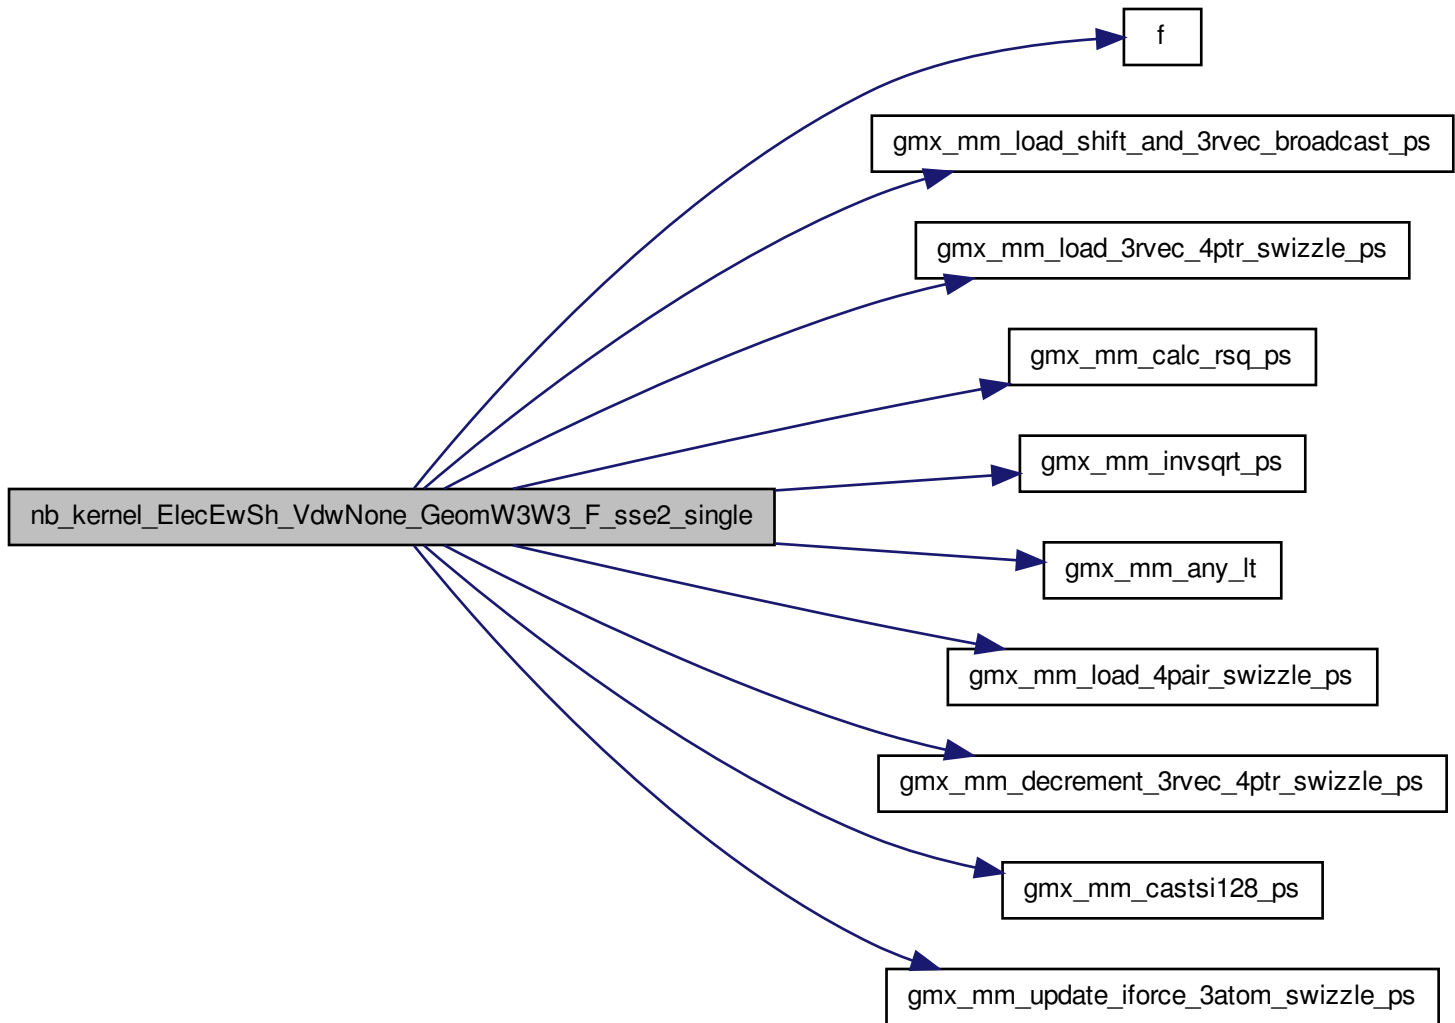 f
gmx_mm_load_shift_and_3rvec_broadcast_ps
gmx_mm_load_3rvec_4ptr_swizzle_ps
gmx_mm_calc_rsq_ps
gmx_mm_invsqrt_ps
nb_kernel_ElecEwSh_VdwNone_GeomW3W3_F_sse2_single
gmx_mm_any_lt
gmx_mm_load_4pair_swizzle_ps
gmx_mm_decrement_3rvec_4ptr_swizzle_ps
gmx_mm_castsi128_ps
gmx_mm_update_iforce_3atom_swizzle_ps